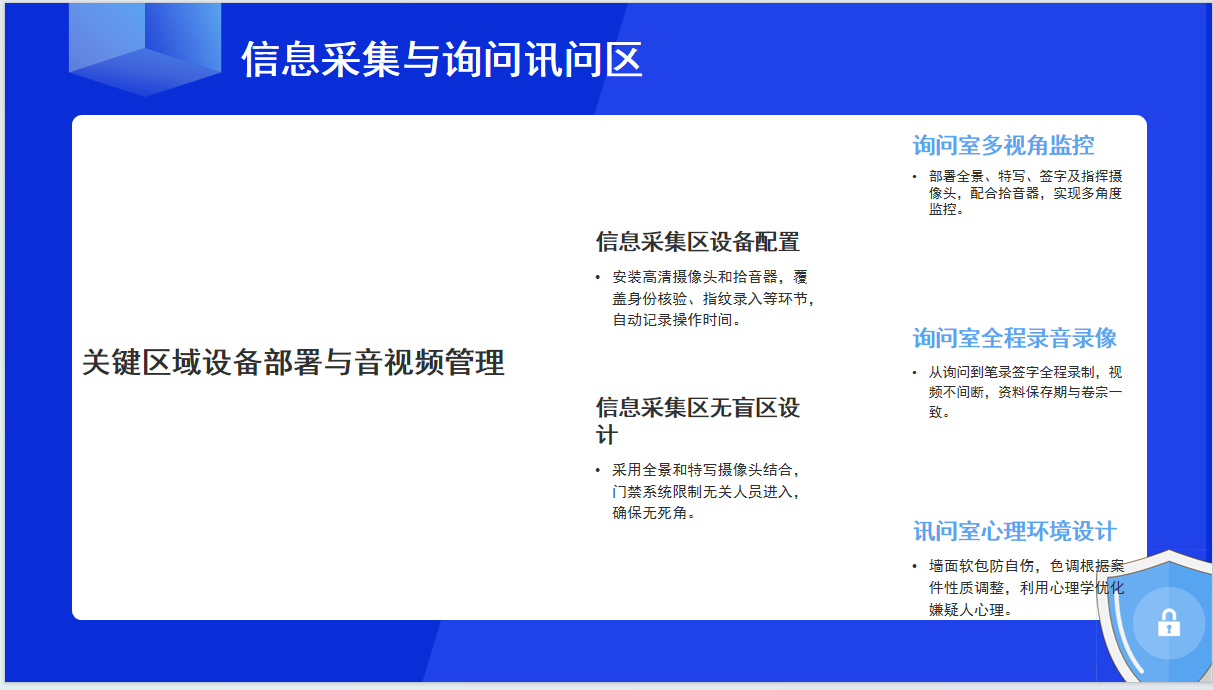 信息采集与询问讯问区
关键区域设备部署与音视频管理
信息采集区设备配置
• 安装高清摄像头和拾音器，覆
盖身份核验、指纹录入等环节，
自动记录操作时间。
信息采集区无盲区设
计
• 采用全景和特写摄像头结合，
门禁系统限制无关人员进入，
确保无死角。
询问室多视角监控
• 部署全景、特写、签字及指挥摄
像头，配合拾音器，实现多角度
监控。
询问室全程录音录像
• 从询问到笔录签字全程录制，视
频不间断，资料保存期与卷宗一
致。
讯问室心理环境设计
• 墙面软包防自伤，色调根据案
件性质调整，利用心理学优化
嫌疑人心理。